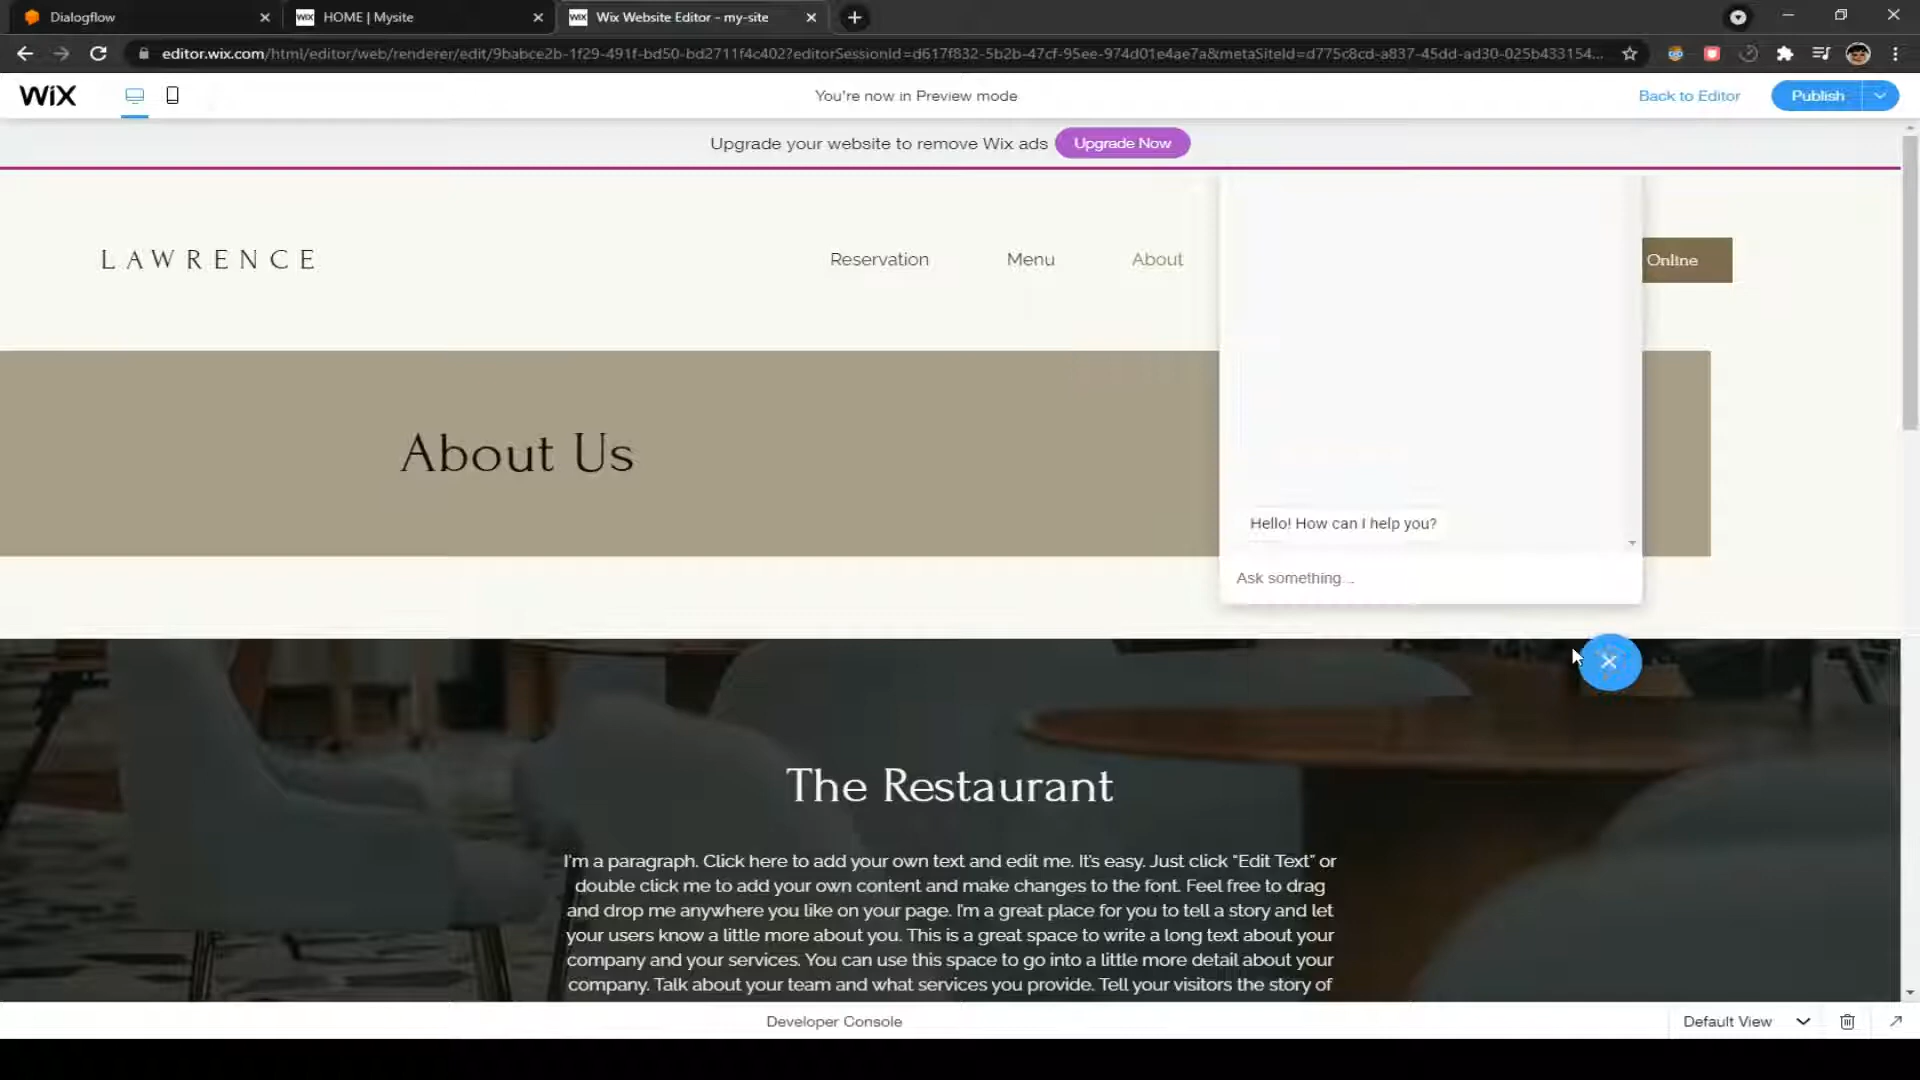 Dialogflow
WiX HOME | Mysite
WiX Wix Website Editor - my-site
editor.wix.com/html/editor/web/renderer/edit/9babce2b-1f29-491f-bd50-bd2711f4c402?editorSessionId=d617f832-5b2b-47cf-95ee-974d01e4ae7a&metaSiteId=d775c8cd-a837-45dd-ad30-025b433154...
WiX
You're now in Preview mode
Back to Editor
Publish
Upgrade your website to remove Wix ads
Upgrade Now
LAWRENCE
Reservation
Menu
About
Online
About Us
Hello! How can I help you?
Ask something...
The Restaurant
I'm a paragraph. Click here to add your own text and edit me. It's easy. Just click "Edit Text" or
double click me to add your own content and make changes to the font. Feel free to drag
and drop me anywhere you like on your page. I'm a great place for you to tell a story and let
your users know a little more about you. This is a great space to write a long text about your
company and your services. You can use this space to go into a little more detail about your
company. Talk about your team and what services you provide. Tell your visitors the story of
Developer Console
Default View